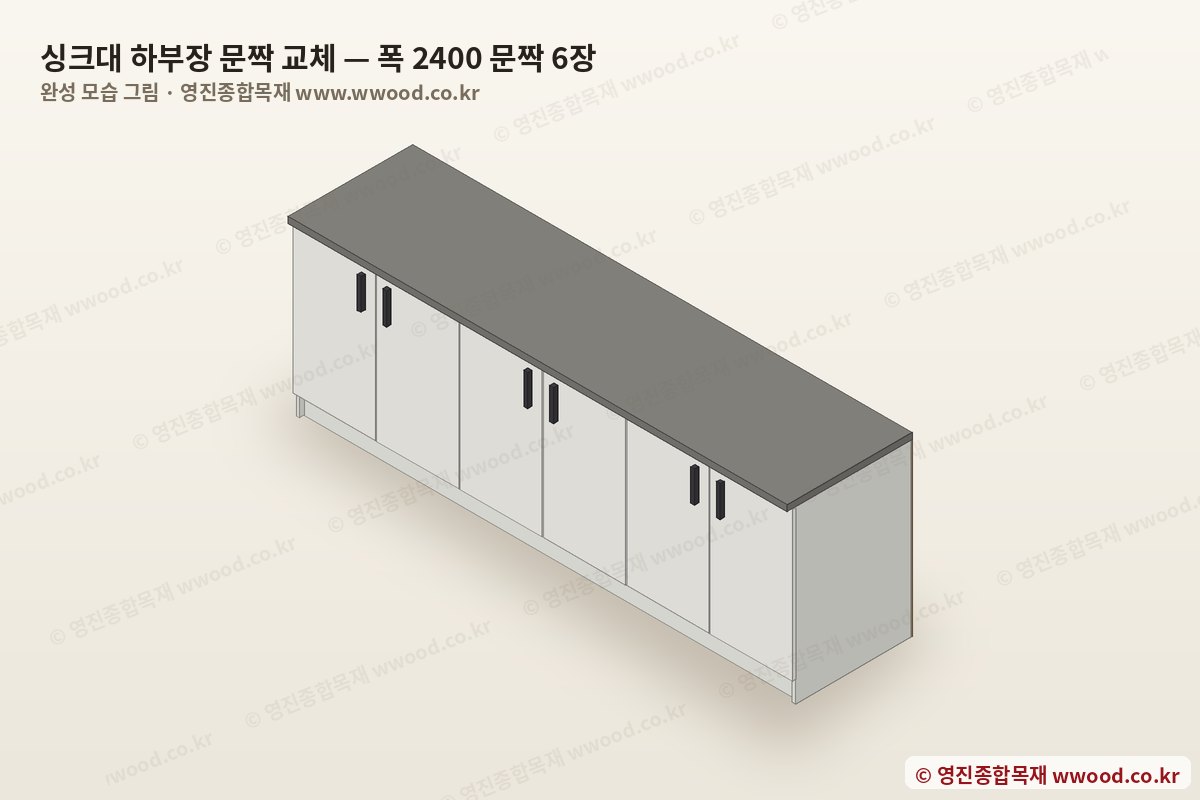 싱크대 하부장 문짝 교체 — 폭 2400 문짝 6장
완성 모습 그림 · 영진종합목재 www.wwood.co.kr
© 영진종합목재 wwood.co.kr